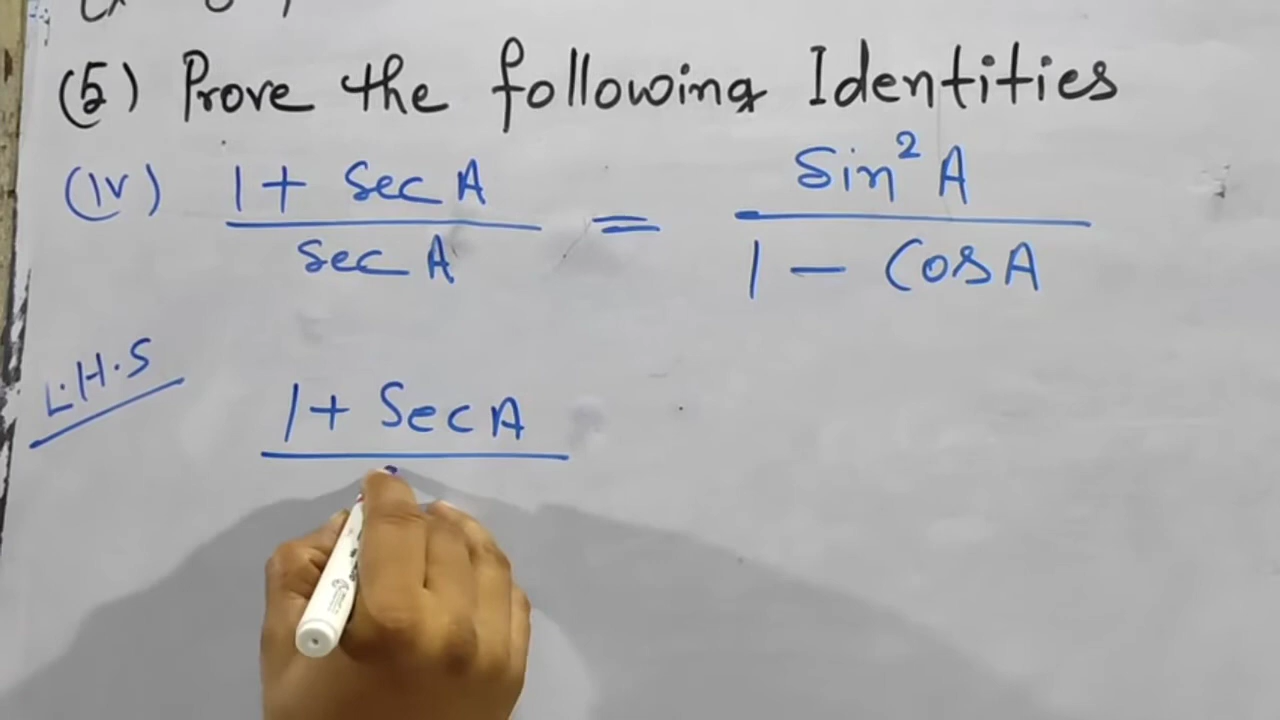 (5) Prove the following Identities
(iv) 1 + Sec A / Sec A = Sin² A / 1 - Cos A
L.H.S
1 + Sec A